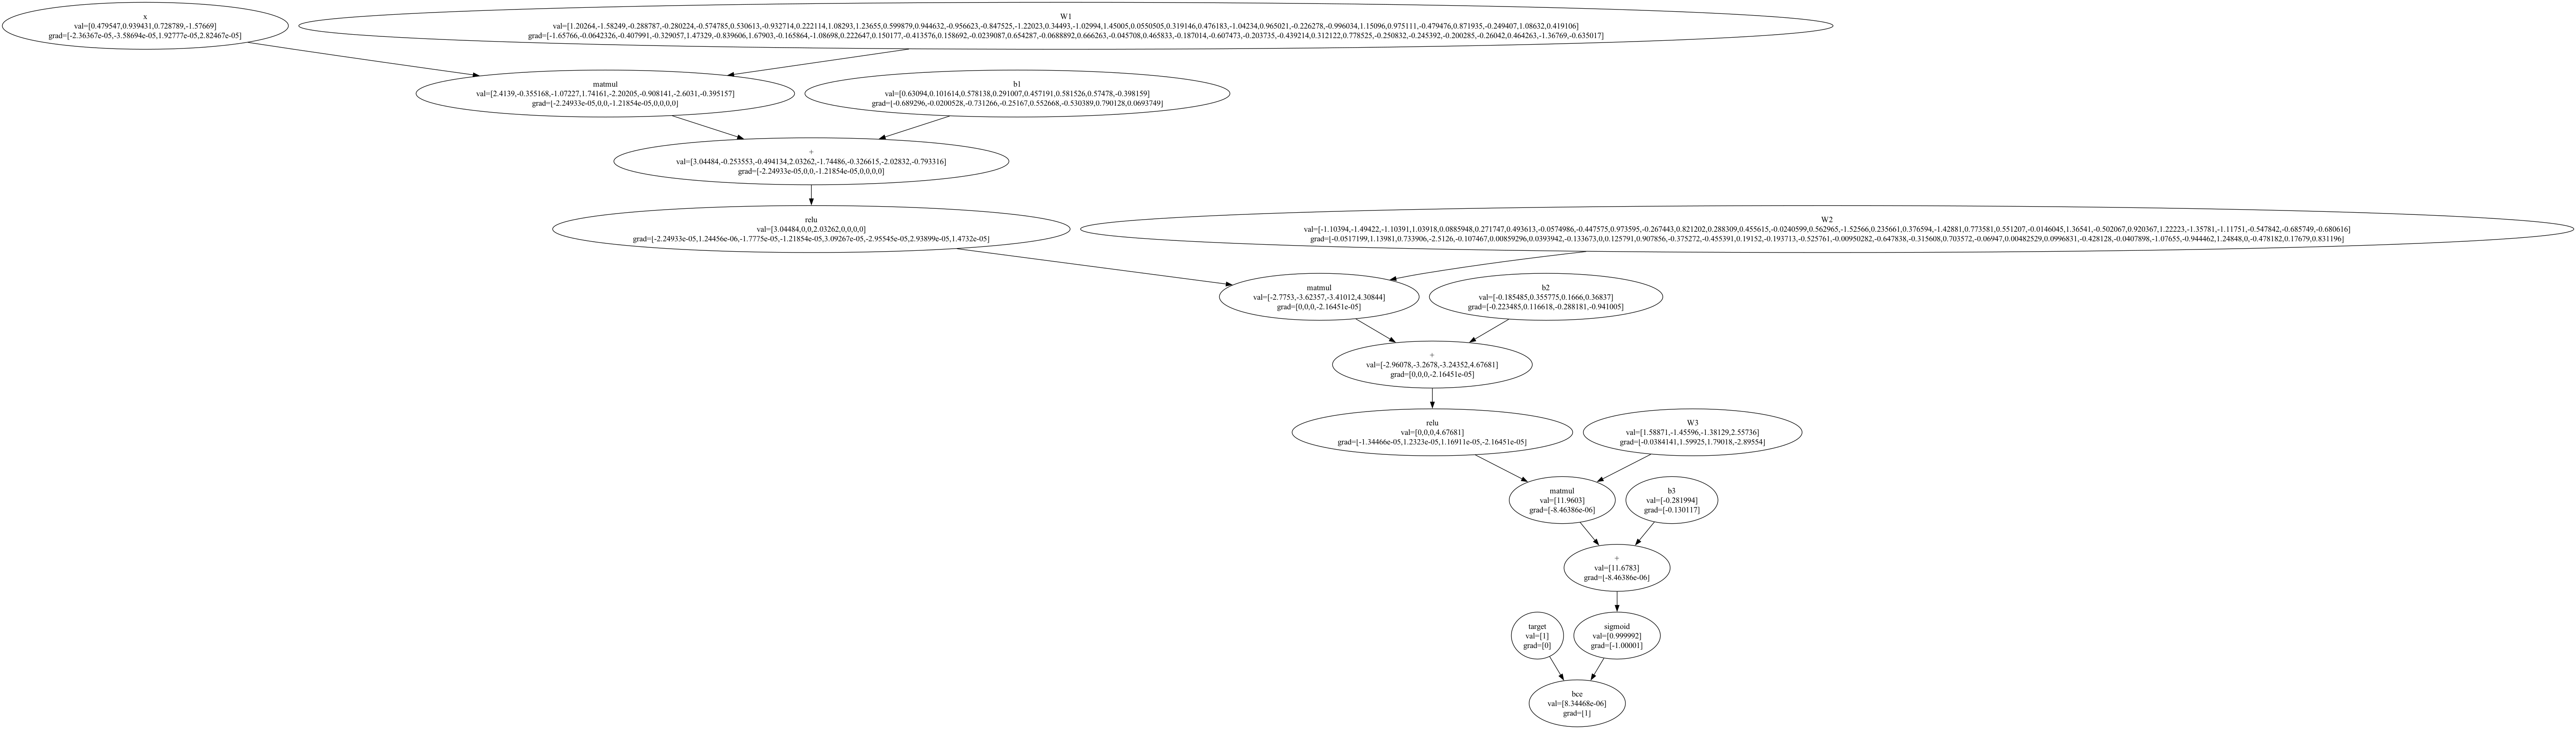 x
val=[0.479547,0.939431,0.728789,-1.57669]
grad=[-2.36367e-05,-3.58694e-05,1.92777e-05,2.82467e-05]
W1
val=[1.20264,-1.58249,-0.288787,-0.280224,-0.574785,0.530613,-0.932714,0.222114,1.08293,1.23655,0.599879,0.944632,-0.956623,-0.847525,-1.22023,0.34493,-1.02994,1.45005,0.0550505,0.319146,0.476183,-1.04234,0.965021,-0.226278,-0.996034,1.15096,0.975111,-0.479476,0.871935,-0.249407,1.08632,0.419106]
grad=[-1.65766,-0.0642326,-0.407991,-0.329057,1.47329,-0.839606,1.67903,-0.165864,-1.08698,0.222647,0.150177,-0.413576,0.158692,-0.0239087,0.654287,-0.0688892,0.666263,-0.045708,0.465833,-0.187014,-0.607473,-0.203735,-0.439214,0.312122,0.778525,-0.250832,-0.245392,-0.200285,-0.26042,0.464263,-1.36769,-0.635017]
matmul
val=[2.4139,-0.355168,-1.07227,1.74161,-2.20205,-0.908141,-2.6031,-0.395157]
grad=[-2.24933e-05,0,0,-1.21854e-05,0,0,0,0]
b1
val=[0.63094,0.101614,0.578138,0.291007,0.457191,0.581526,0.57478,-0.398159]
grad=[-0.689296,-0.0200528,-0.731266,-0.25167,0.552668,-0.530389,0.790128,0.0693749]
+
val=[3.04484,-0.253553,-0.494134,2.03262,-1.74486,-0.326615,-2.02832,-0.793316]
grad=[-2.24933e-05,0,0,-1.21854e-05,0,0,0,0]
relu
val=[3.04484,0,0,2.03262,0,0,0,0]
grad=[-2.24933e-05,1.24456e-06,-1.7775e-05,-1.21854e-05,3.09267e-05,-2.95545e-05,2.93899e-05,1.4732e-05]
W2
val=[-1.10394,-1.49422,-1.10391,1.03918,0.0885948,0.271747,0.493613,-0.0574986,-0.447575,0.973595,-0.267443,0.821202,0.288309,0.455615,-0.0240599,0.562965,-1.52566,0.235661,0.376594,-1.42881,0.773581,0.551207,-0.0146045,1.36541,-0.502067,0.920367,1.22223,-1.35781,-1.11751,-0.547842,-0.685749,-0.680616]
grad=[-0.0517199,1.13981,0.733906,-2.5126,-0.107467,0.00859296,0.0394942,-0.133673,0,0.125791,0.907856,-0.375272,-0.455391,0.19152,-0.193713,-0.525761,-0.00950282,-0.647838,-0.315608,0.703572,-0.06947,0.00482529,0.0996831,-0.428128,-0.0407898,-1.07655,-0.944462,1.24848,0,-0.478182,0.17679,0.831196]
matmul
val=[-2.7753,-3.62357,-3.41012,4.30844]
grad=[0,0,0,-2.16451e-05]
b2
val=[-0.185485,0.355775,0.1666,0.36837]
grad=[-0.223485,0.116618,-0.288181,-0.941005]
+
val=[-2.96078,-3.2678,-3.24352,4.67681]
grad=[0,0,0,-2.16451e-05]
relu
val=[0,0,0,4.67681]
grad=[-1.34466e-05,1.2323e-05,1.16911e-05,-2.16451e-05]
W3
val=[1.58871,-1.45596,-1.38129,2.55736]
grad=[-0.0384141,1.59925,1.79018,-2.89554]
matmul
val=[11.9603]
grad=[-8.46386e-06]
b3
val=[-0.281994]
grad=[-0.130117]
+
val=[11.6783]
grad=[-8.46386e-06]
target
val=[1]
grad=[0]
sigmoid
val=[0.999992]
grad=[-1.00001]
bce
val=[8.34468e-06]
grad=[1]